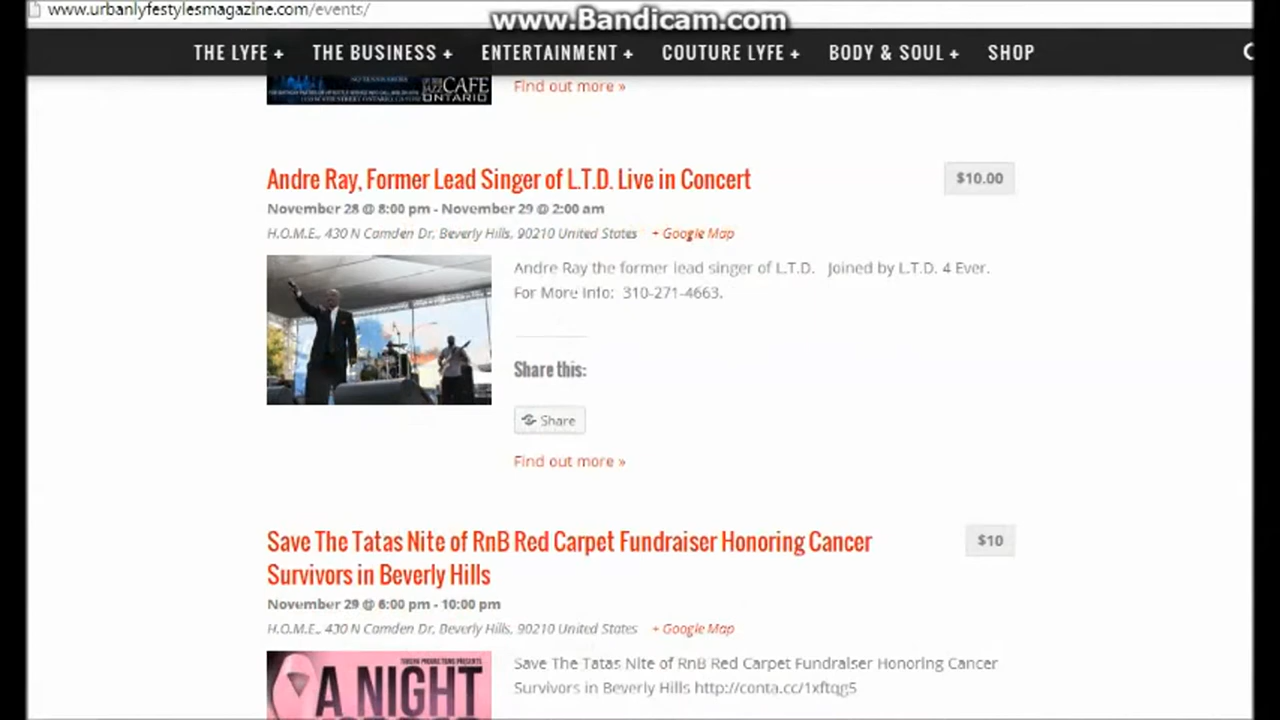 www.urbanlyfestylesmagazine.com/events/
www.Bandicam.com
THE LYFE + THE BUSINESS + ENTERTAINMENT + COUTURE LYFE + BODY & SOUL + SHOP
JAZZ CAFE
ONTARIO
Find out more »
Andre Ray, Former Lead Singer of L.T.D. Live in Concert
$10.00
November 28 @ 8:00 pm - November 29 @ 2:00 am
H.O.M.E., 430 N Camden Dr, Beverly Hills, 90210 United States + Google Map
Andre Ray the former lead singer of L.T.D. Joined by L.T.D. 4 Ever.
For More Info: 310-271-4663.
Share this:
Share
Find out more »
Save The Tatas Nite of RnB Red Carpet Fundraiser Honoring Cancer
Survivors in Beverly Hills
$10
November 29 @ 6:00 pm - 10:00 pm
H.O.M.E., 430 N Camden Dr, Beverly Hills, 90210 United States + Google Map
A NIGHT
Save The Tatas Nite of RnB Red Carpet Fundraiser Honoring Cancer
Survivors in Beverly Hills http://conta.cc/1xftqg5